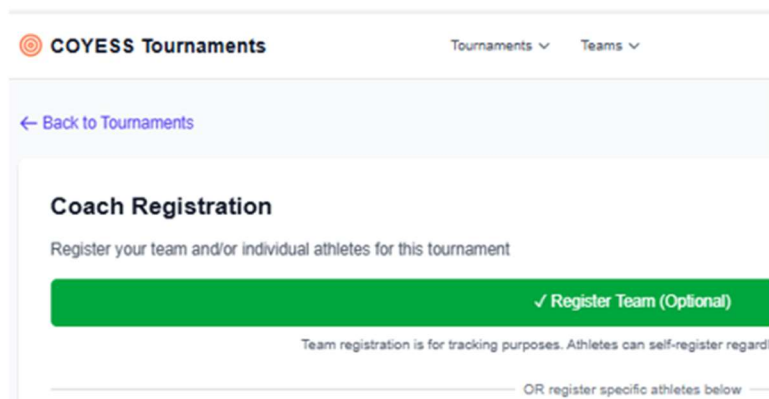 COYESS Tournaments Tournaments Teams
← Back to Tournaments
Coach Registration
Register your team and/or individual athletes for this tournament
✓ Register Team (Optional)
Team registration is for tracking purposes. Athletes can self-register
OR register specific athletes below